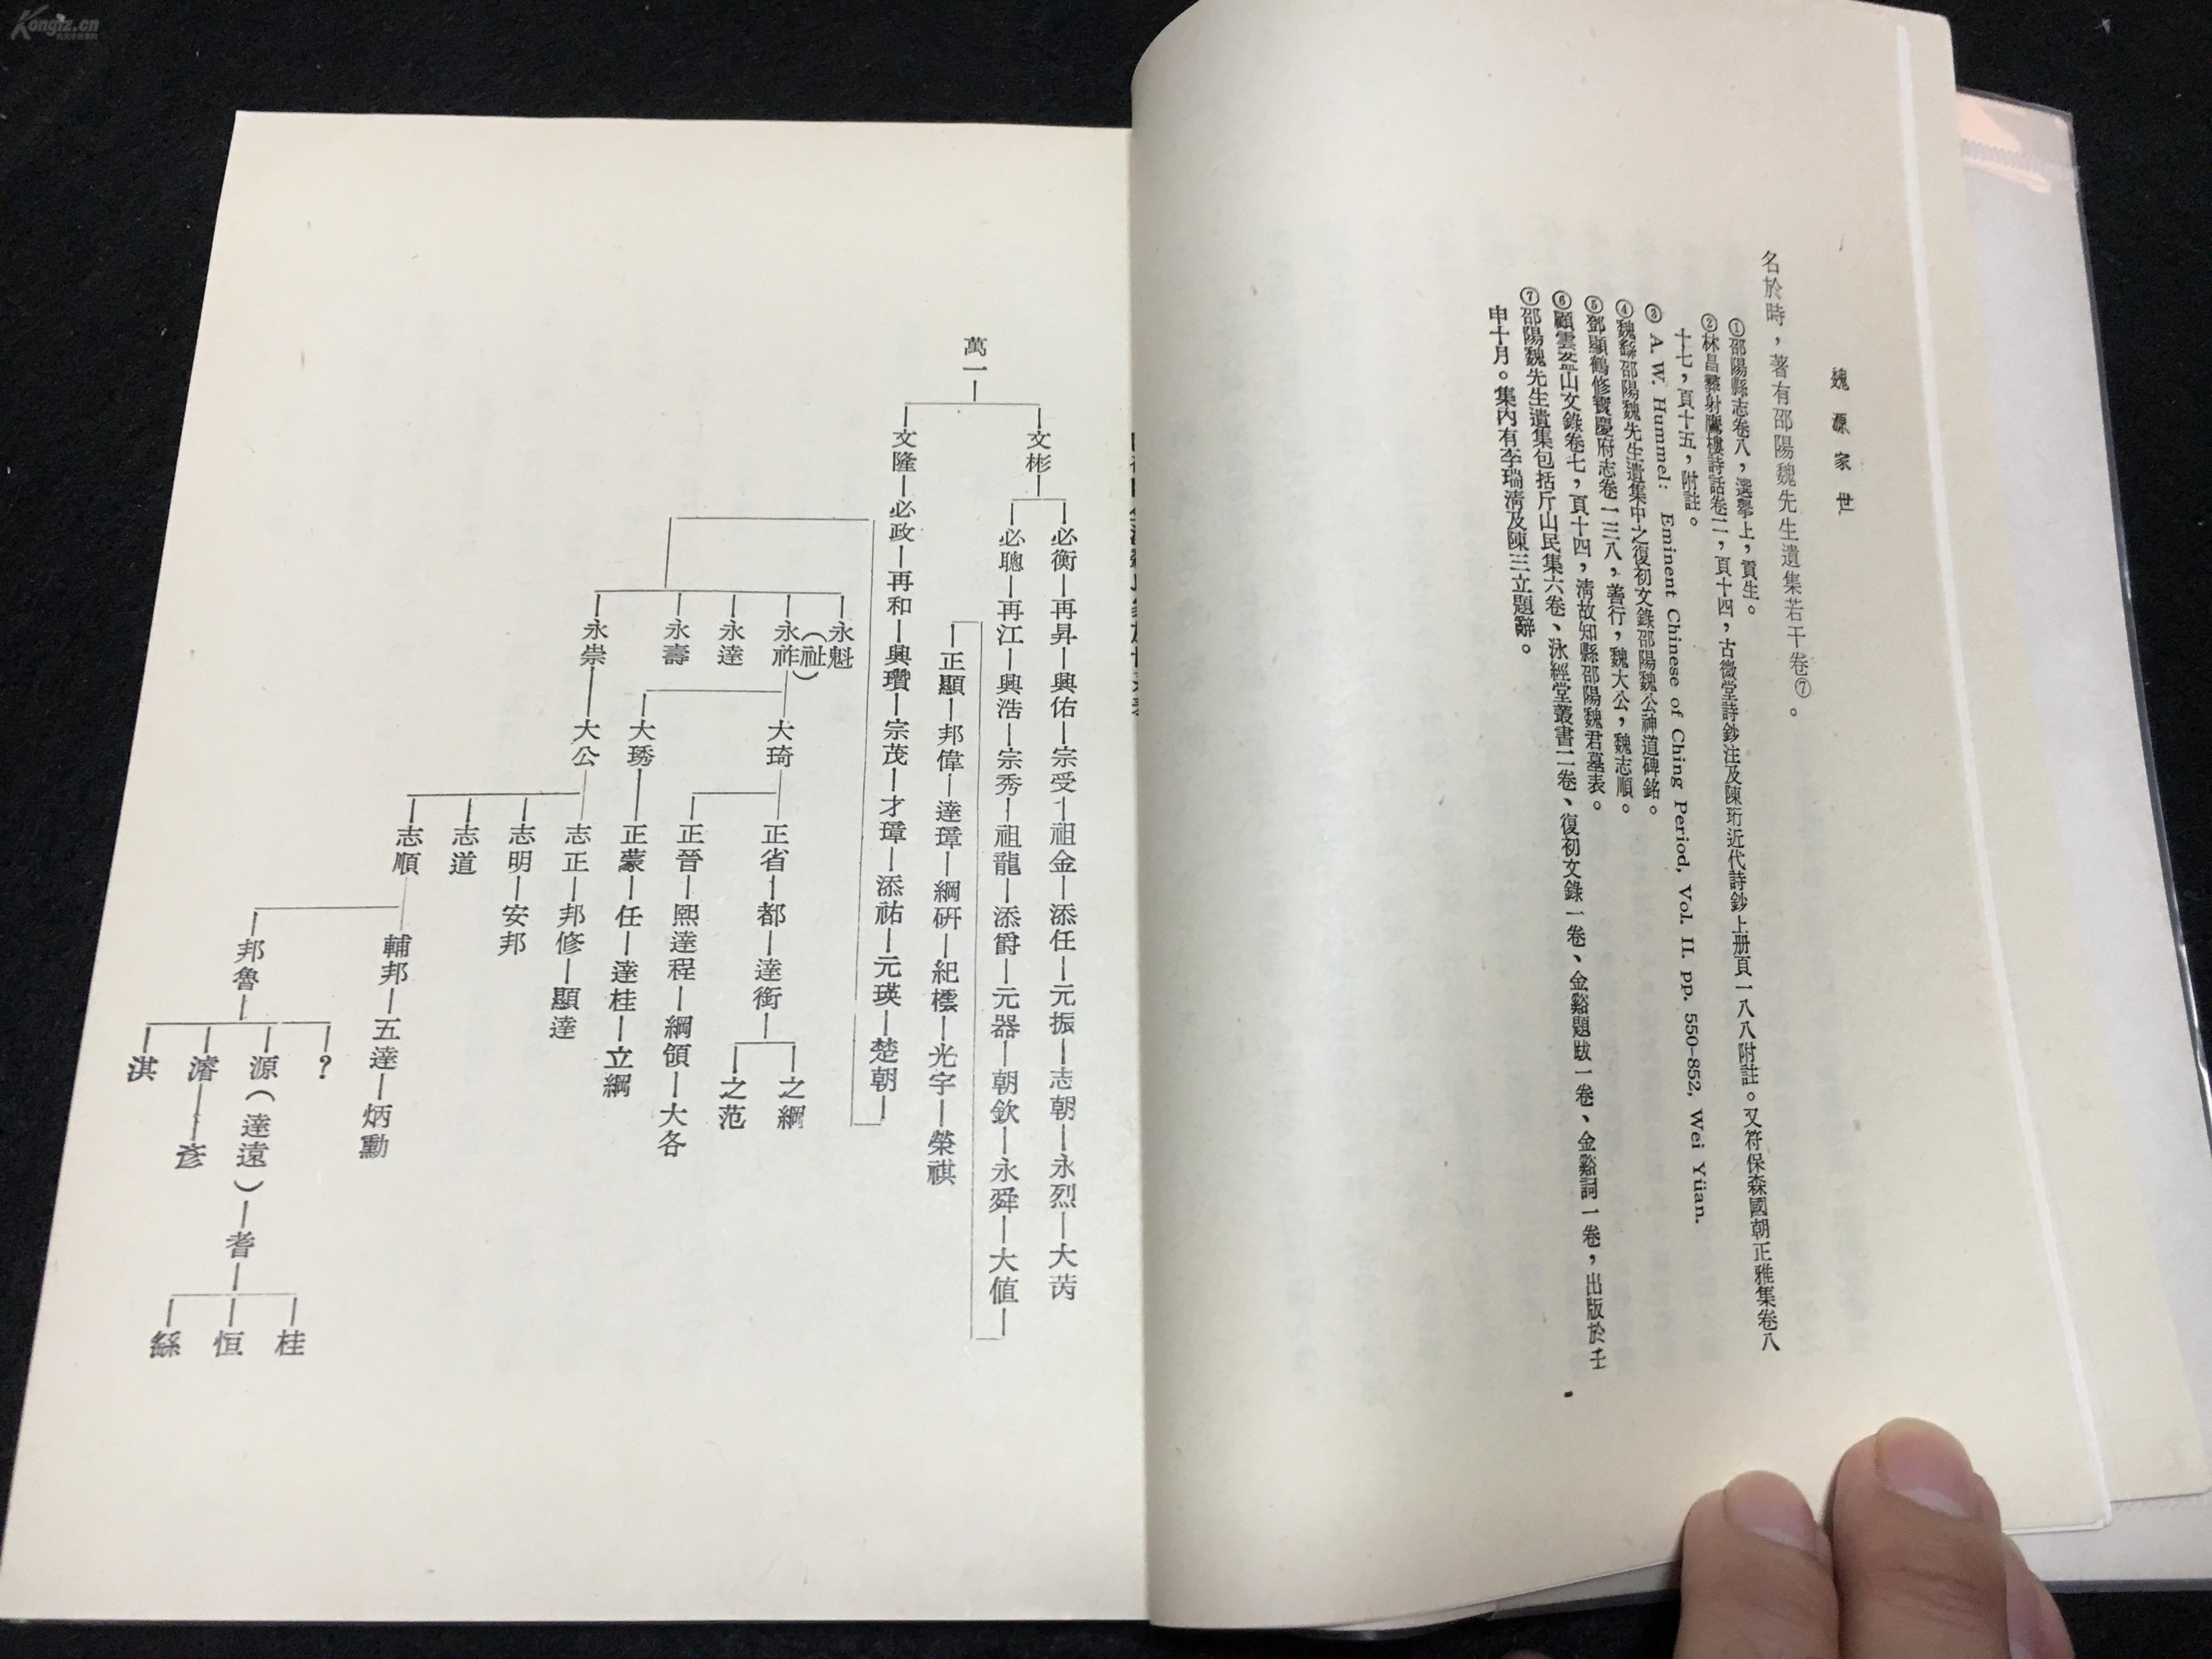 魏源家世
名於時，著有邵陽魏先生遺集若干卷⑦。
①邵陽縣志卷八，選舉上，貢生。
②林昌彝射鷹樓詩話卷二，頁十四，古微堂詩鈔注及陳珩近代詩鈔上册頁一八八附註。又符保森國朝正雅集卷八
十七，頁十五，附註。
③A. W. Hummel: Eminent Chinese of Ching Period, Vol. II. pp. 550-852, Wei Yüan.
④魏繇邵陽魏先生遺集中之復初文錄邵陽魏公神道碑銘。
⑤鄧顯鶴修寶慶府志卷一三八，善行，魏大公，魏志順。
⑥顧雲盋山文錄卷七，頁十四，清故知縣邵陽魏君墓表。
⑦邵陽魏先生遺集包括斤山民集六卷、泳經堂叢書二卷、復初文錄一卷、金谿題跋一卷、金谿詞一卷，出版於壬
申十月。集內有李瑞清及陳三立題辭。
萬一
文彬
文隆—必政—再和—興瓚—宗茂—才璋—添祐—元瑛—楚朝
必衡—再昇—興佑—宗受—祖金—添任—元振—志朝—永烈—大苪
必聰—再江—興浩—宗秀—祖龍—添爵—元器—朝欽—永舜—大値
正顯—邦偉—達璋—綱研—紀橒—光宇—榮祺
永魁
永祚（祉）
永達
永壽
永崇—大公
大琦
大琇
正省—都—達衛
之綱
之范
正晉—熙達程—綱領—大各
正蒙—任—達桂—立綱
志正—邦修—顯達
志明—安邦
志道
志順
輔邦—五達—炳勳
邦魯
?
源（達遠）—耆
濬—彥
淇
桂
恒
繇
Kongfz.cn